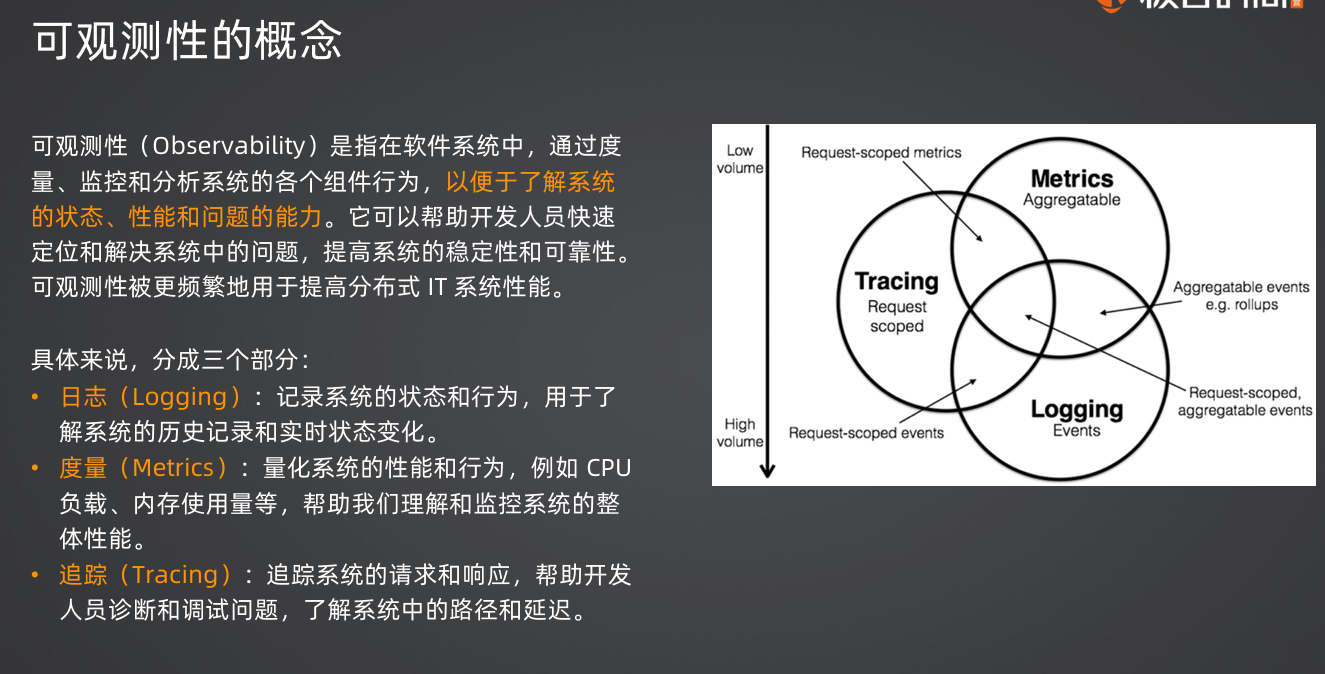 可观测性的概念
可观测性（Observability）是指在软件系统中，通过度
量、监控和分析系统的各个组件行为，以便于了解系统
的状态、性能和问题的能力。它可以帮助开发人员快速
定位和解决系统中的问题，提高系统的稳定性和可靠性。
可观测性被更频繁地用于提高分布式 IT 系统性能。
具体来说，分成三个部分：
• 日志（Logging）：记录系统的状态和行为，用于了
解系统的历史记录和实时状态变化。
• 度量（Metrics）：量化系统的性能和行为，例如 CPU
负载、内存使用量等，帮助我们理解和监控系统的整
体性能。
• 追踪（Tracing）：追踪系统的请求和响应，帮助开发
人员诊断和调试问题，了解系统中的路径和延迟。
Low
volume
Request-scoped metrics
Metrics
Aggregatable
Tracing
Request
scoped
Aggregatable events
e.g. rollups
Request-scoped,
aggregatable events
Logging
Events
High
volume
Request-scoped events